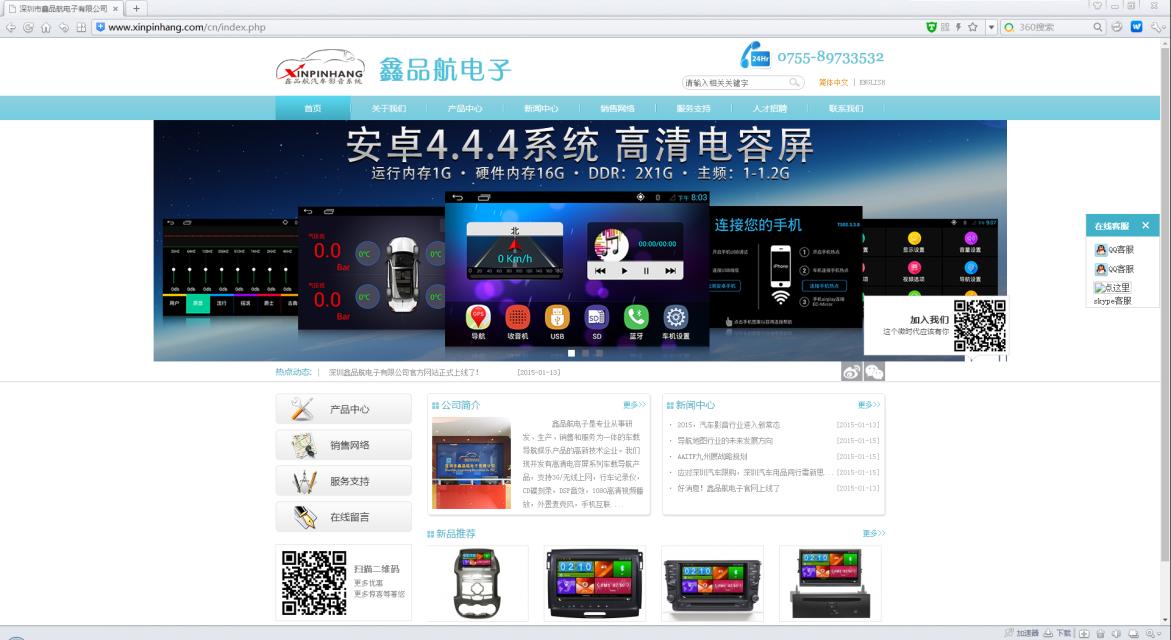 深圳市鑫品航电子有限公司
www.xinpinhang.com/cn/index.php
360搜索
XINPINHANG
鑫品航汽车影音系统
鑫品航电子
24Hr
0755-89733532
请输入相关关键字
简体中文 | ENGLISH
首页 关于我们 产品中心 新闻中心 销售网络 服务支持 人才招聘 联系我们
安卓4.4.4系统 高清电容屏
运行内存1G · 硬件内存16G · DDR：2X1G · 主频：1-1.2G
下午 8:03
北
0 Km/h
00:00/00:00
导航 收音机 USB SD 蓝牙 车机设置
0.0
Bar
0.0
Bar
0℃ 0℃
0℃ 0℃
连接您的手机
iPhone
显示设置 音量设置
导航设置
在线客服
QQ客服
QQ客服
点这里
skype客服
加入我们
这个微时代应该有你
热点动态: | 深圳鑫品航电子有限公司官方网站正式上线了! [2015-01-13]
产品中心
销售网络
服务支持
在线留言
公司简介 更多>>
鑫品航电子是专业从事研
发、生产、销售和服务为一体的车载
导航娱乐产品的高新技术企业。我们
现开发有高清电容屏系列车载导航产
品，支持3G/无线上网，行车记录仪，
CD碟刻录，DSP音效，1080高清视频播
放，外置麦克风，手机互联....
新闻中心 更多>>
· 2015，汽车影音行业进入新常态 [2015-01-13]
· 导航地图行业的未来发展方向 [2015-01-15]
· AAITF九州展战略规划 [2015-01-15]
· 应对深圳汽车限购，深圳汽车用品商行需新思... [2015-01-13]
· 好消息！鑫品航电子官网上线了 [2015-01-13]
扫描二维码
更多优惠
更多惊喜等着您
新品推荐 更多>>
02:10
02:10
02:10
加速器 下载